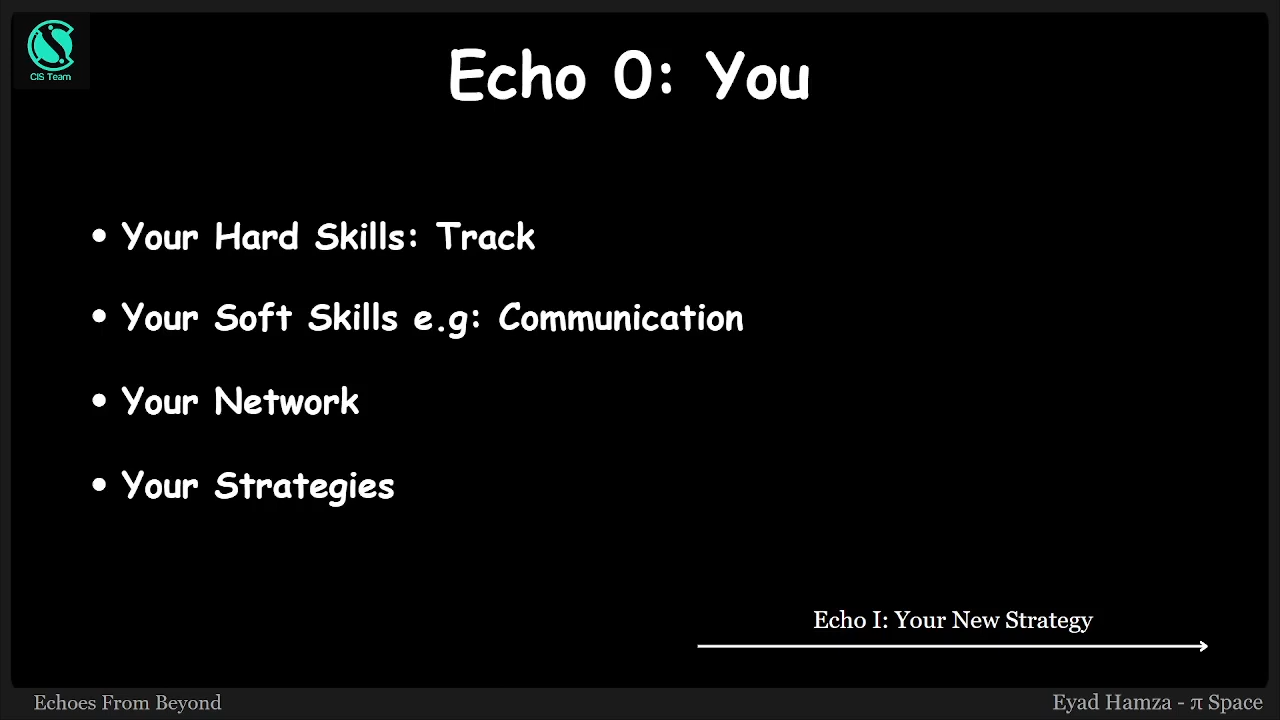 CIS Team
Echo 0: You
• Your Hard Skills: Track
• Your Soft Skills e.g: Communication
• Your Network
• Your Strategies
Echo I: Your New Strategy
Echoes From Beyond
Eyad Hamza - π Space